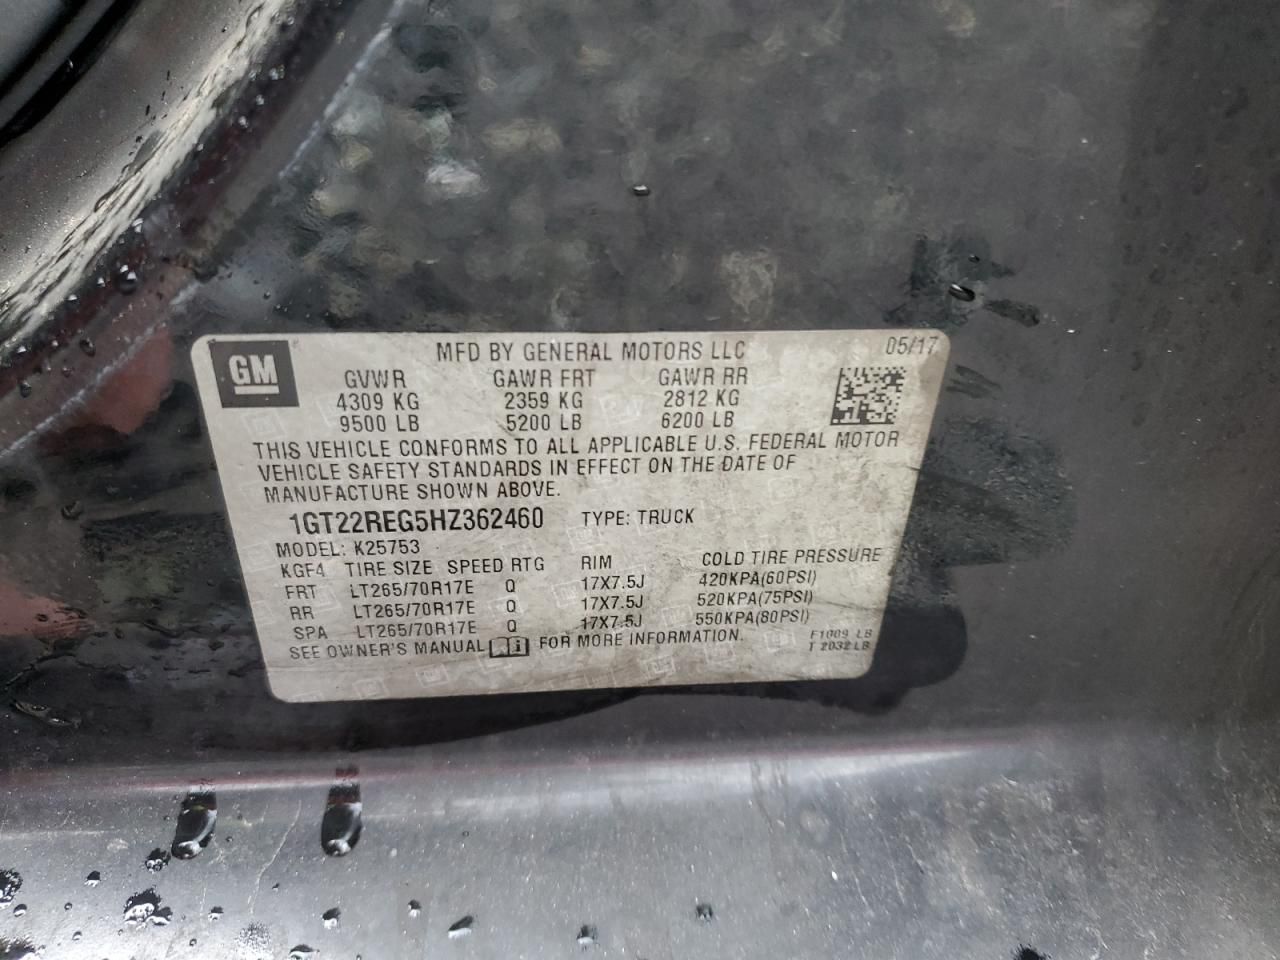 GM MFD BY GENERAL MOTORS LLC 05/17
GVWR GAWR FRT GAWR RR
4309 KG 2359 KG 2812 KG
9500 LB 5200 LB 6200 LB
THIS VEHICLE CONFORMS TO ALL APPLICABLE U.S. FEDERAL MOTOR
VEHICLE SAFETY STANDARDS IN EFFECT ON THE DATE OF
MANUFACTURE SHOWN ABOVE.
1GT22REG5HZ362460 TYPE: TRUCK
MODEL: K25753
KGF4 TIRE SIZE SPEED RTG RIM COLD TIRE PRESSURE
FRT LT265/70R17E Q 17X7.5J 420KPA(60PSI)
RR LT265/70R17E Q 17X7.5J 520KPA(75PSI)
SPA LT265/70R17E Q 17X7.5J 550KPA(80PSI)
SEE OWNER'S MANUAL FOR MORE INFORMATION.
F1009 LB
T 2032 LB